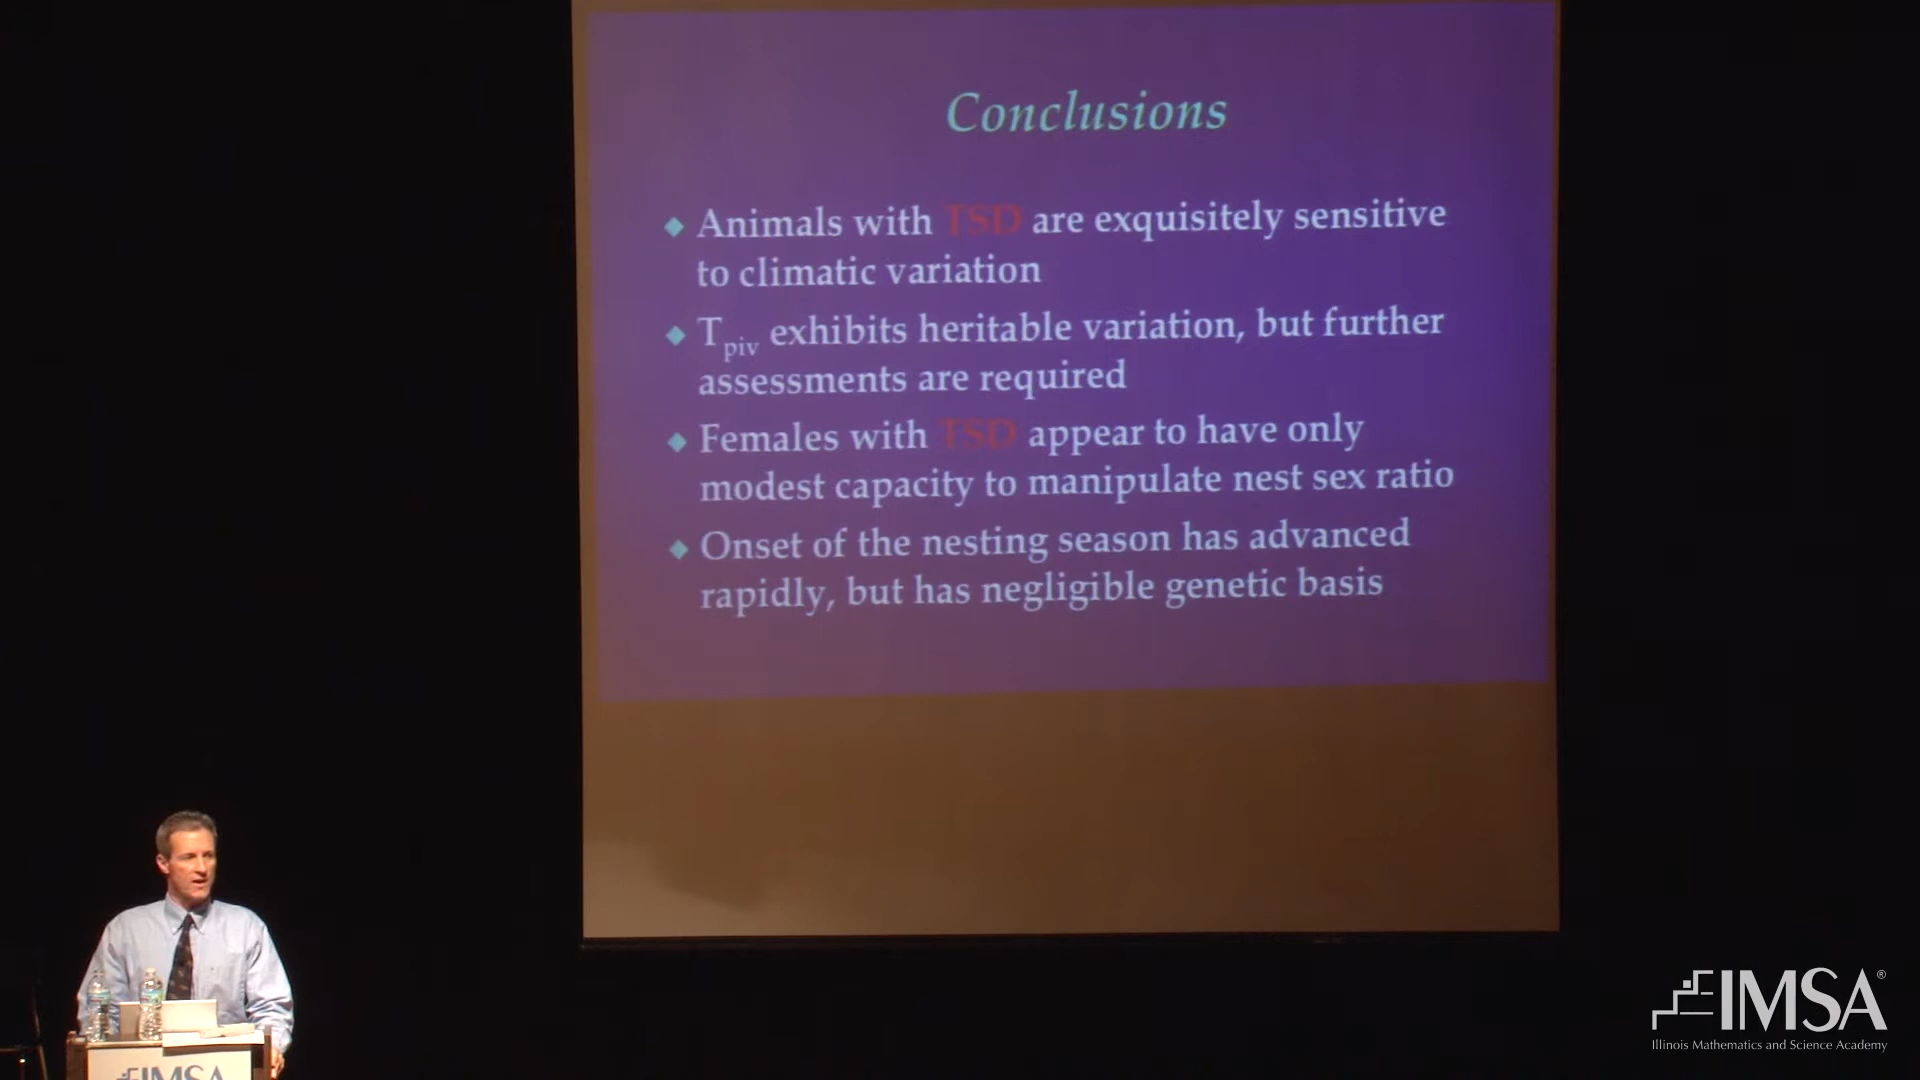 Conclusions
Animals with TSD are exquisitely sensitive
to climatic variation
Tpiv exhibits heritable variation, but further
assessments are required
Females with TSD appear to have only
modest capacity to manipulate nest sex ratio
Onset of the nesting season has advanced
rapidly, but has negligible genetic basis
IMSA
IMSA®
Illinois Mathematics and Science Academy